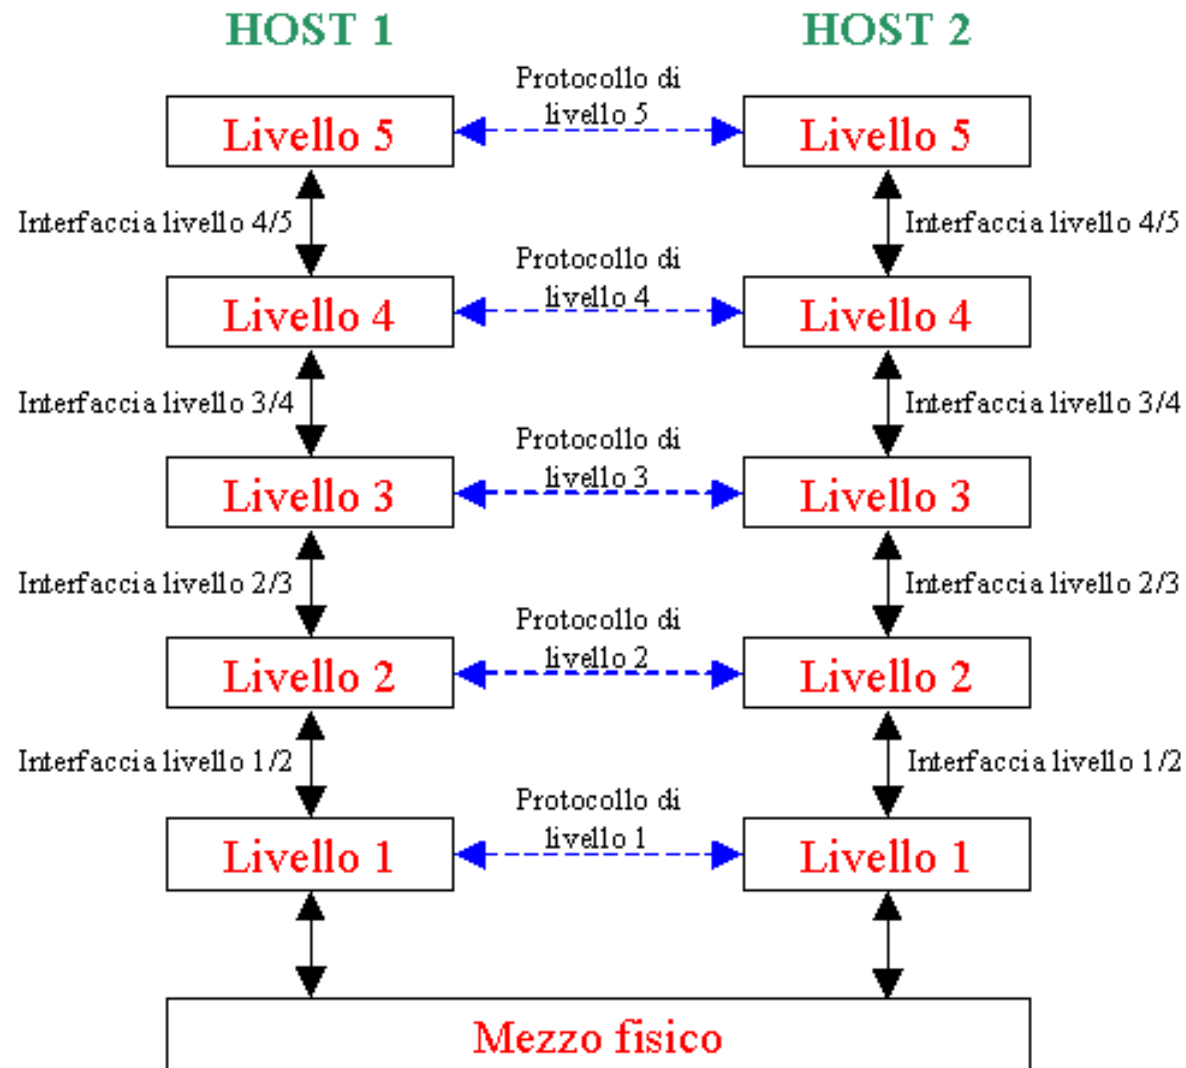 HOST 1
HOST 2
Protocollo di
livello 5
Livello 5
Livello 5
Interfaccia livello 4/5
Interfaccia livello 4/5
Protocollo di
livello 4
Livello 4
Livello 4
Interfaccia livello 3/4
Interfaccia livello 3/4
Protocollo di
livello 3
Livello 3
Livello 3
Interfaccia livello 2/3
Interfaccia livello 2/3
Protocollo di
livello 2
Livello 2
Livello 2
Interfaccia livello 1/2
Interfaccia livello 1/2
Protocollo di
livello 1
Livello 1
Livello 1
Mezzo fisico